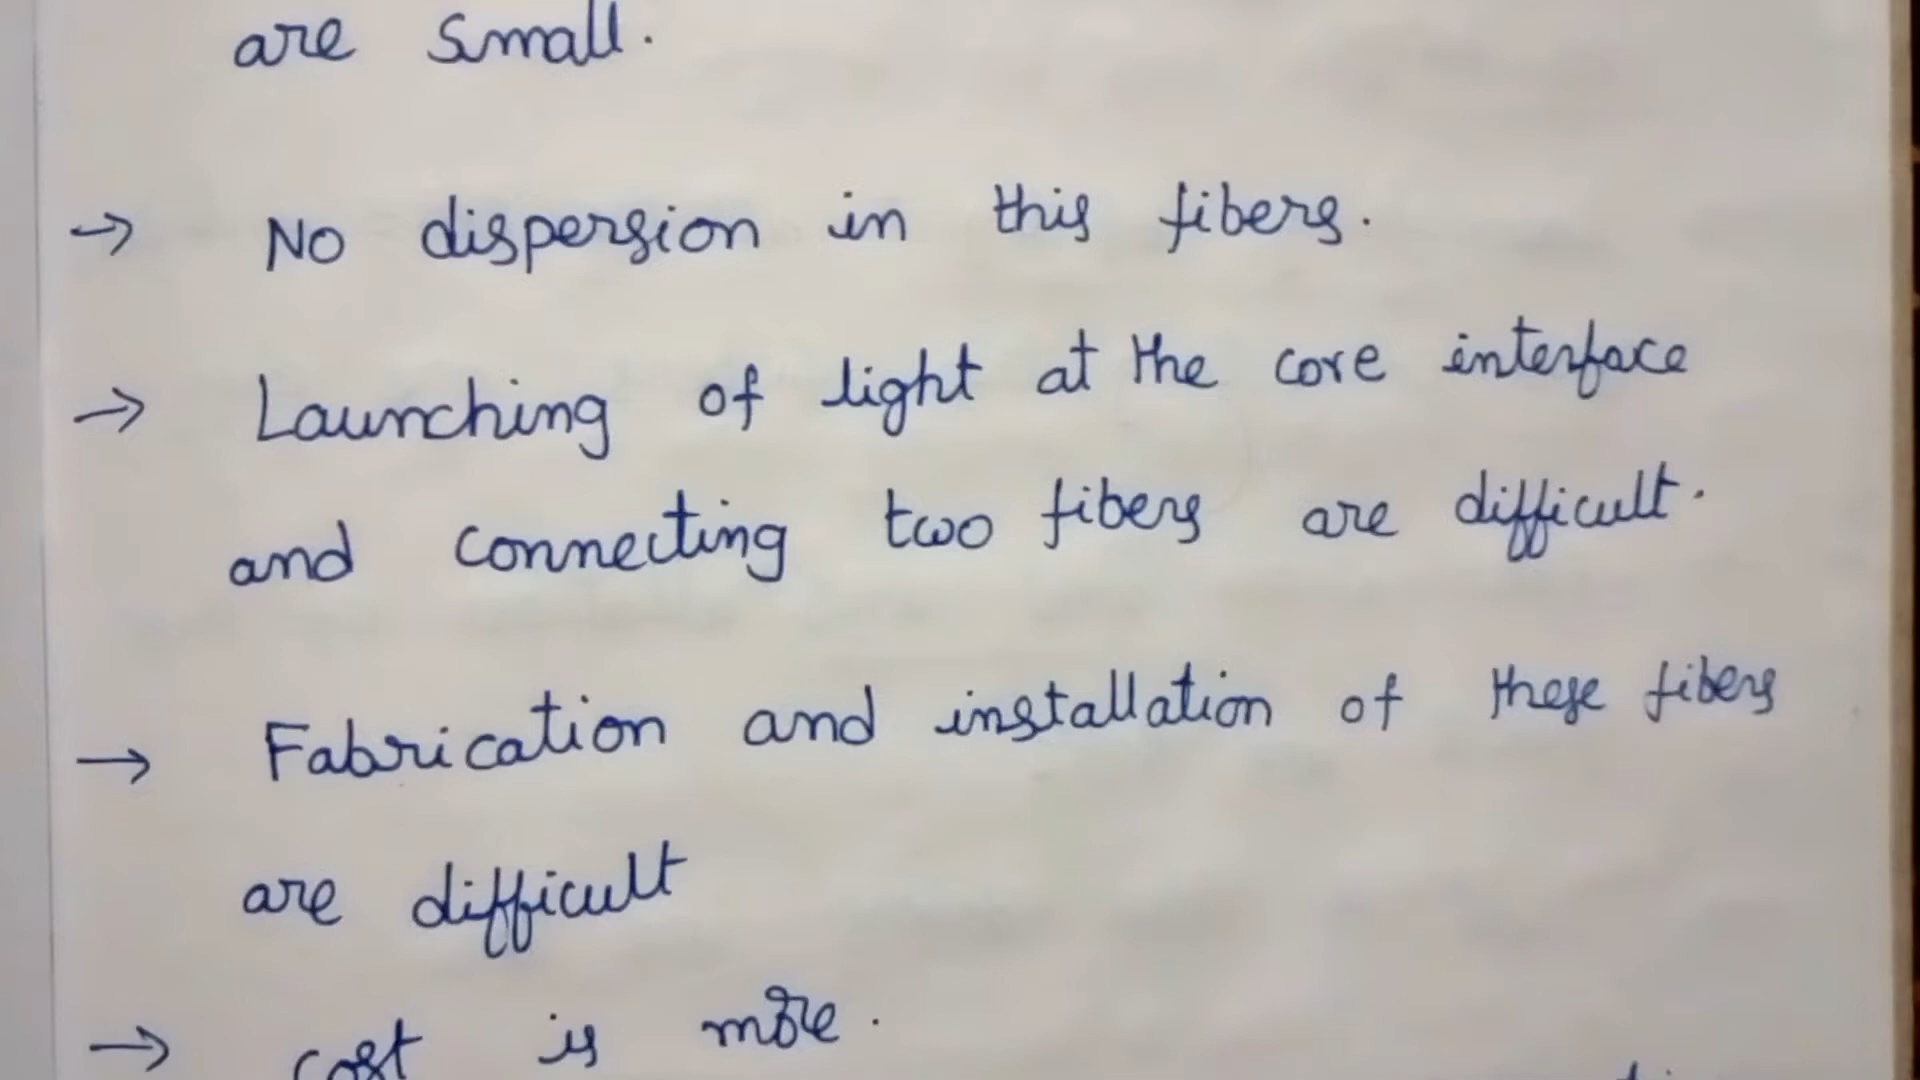 are small.
→ No dispersion in this fibers.
→ Launching of light at the core interface
and connecting two fibers are difficult.
→ Fabrication and installation of these fibers
are difficult
→ cost is more.